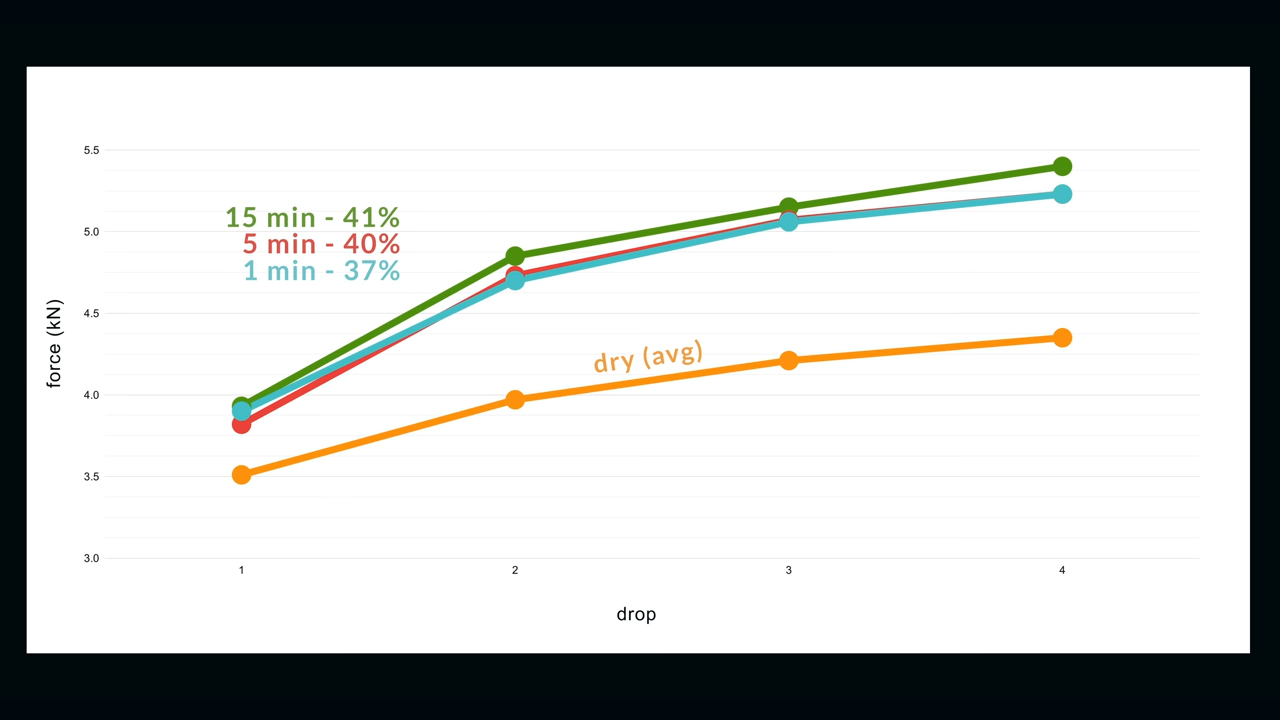 5.5
15 min - 41%
5.0
5 min - 40%
1 min - 37%
4.5
force (kN)
dry (avg)
4.0
3.5
3.0
1 2 3 4
drop